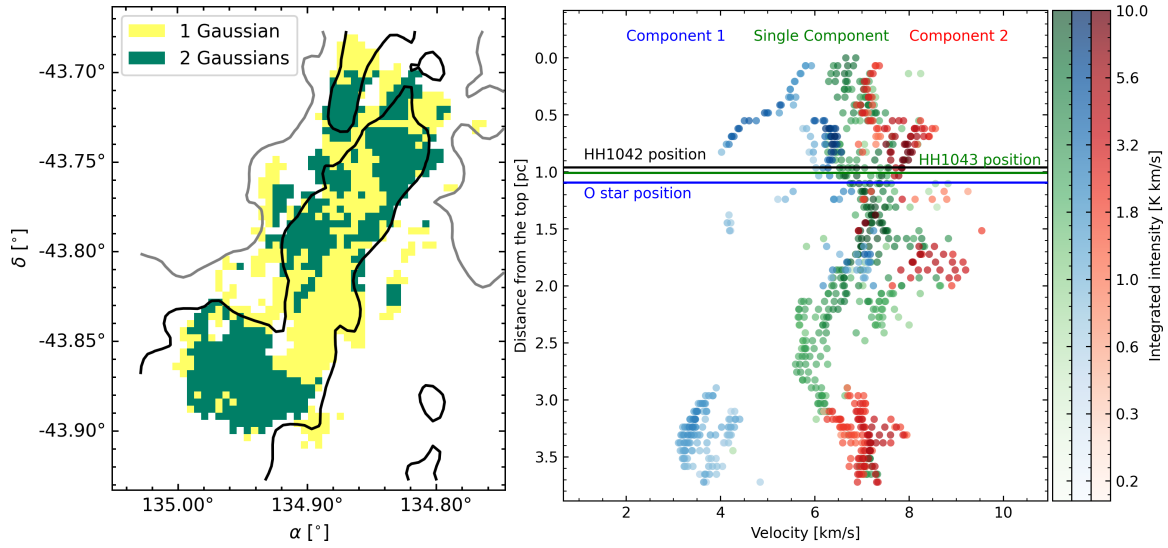 1 Gaussian
2 Gaussians
-43.70°
-43.75°
-43.80°
-43.85°
-43.90°
δ [°]
135.00°
134.90°
134.80°
α [°]
Component 1
Single Component
Component 2
HH1042 position
HH1043 position
O star position
0.0
0.5
1.0
1.5
2.0
2.5
3.0
3.5
Distance from the top [pc]
2
4
6
8
10
Velocity [km/s]
10.0
5.6
3.2
1.8
1.0
0.6
0.3
0.2
Integrated intensity [K km/s]